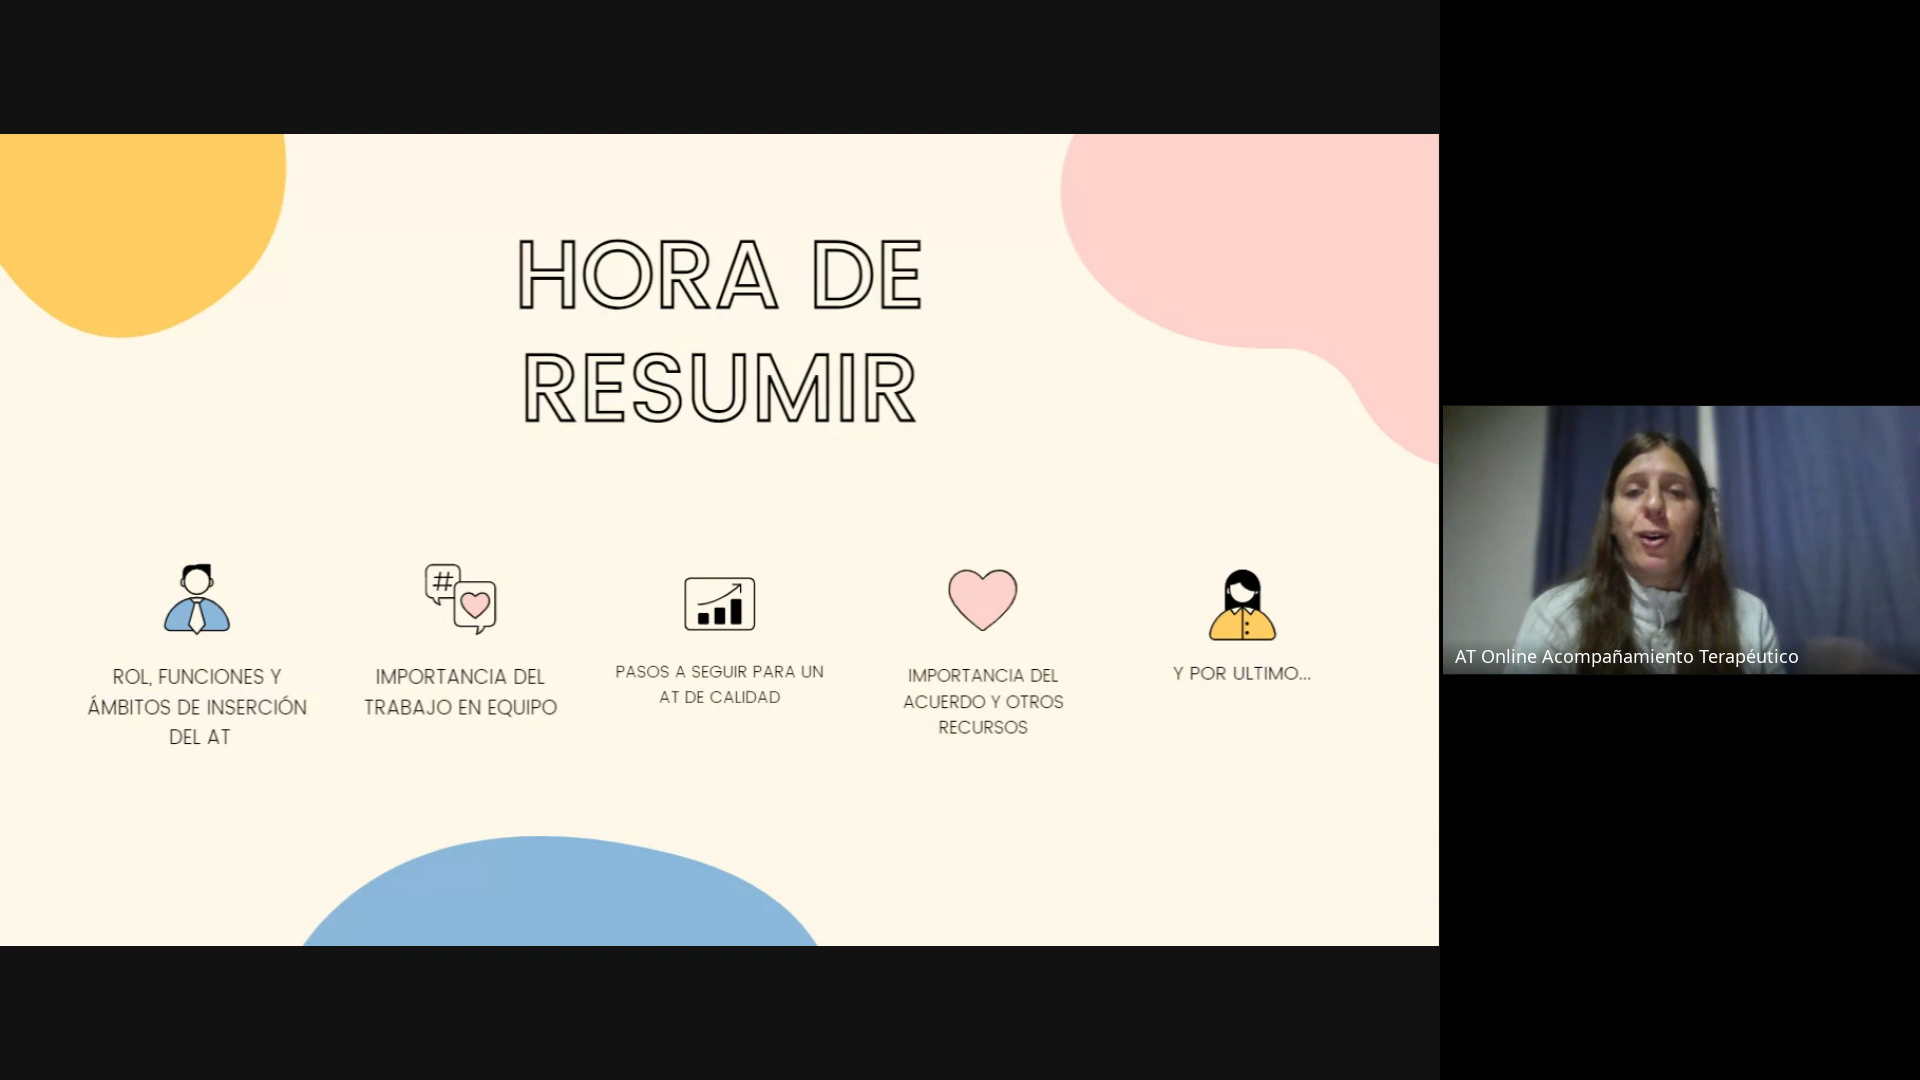 HORA DE
RESUMIR
#
ROL, FUNCIONES Y
ÁMBITOS DE INSERCIÓN
DEL AT
IMPORTANCIA DEL
TRABAJO EN EQUIPO
PASOS A SEGUIR PARA UN
AT DE CALIDAD
IMPORTANCIA DEL
ACUERDO Y OTROS
RECURSOS
Y POR ULTIMO...
AT Online Acompañamiento Terapéutico